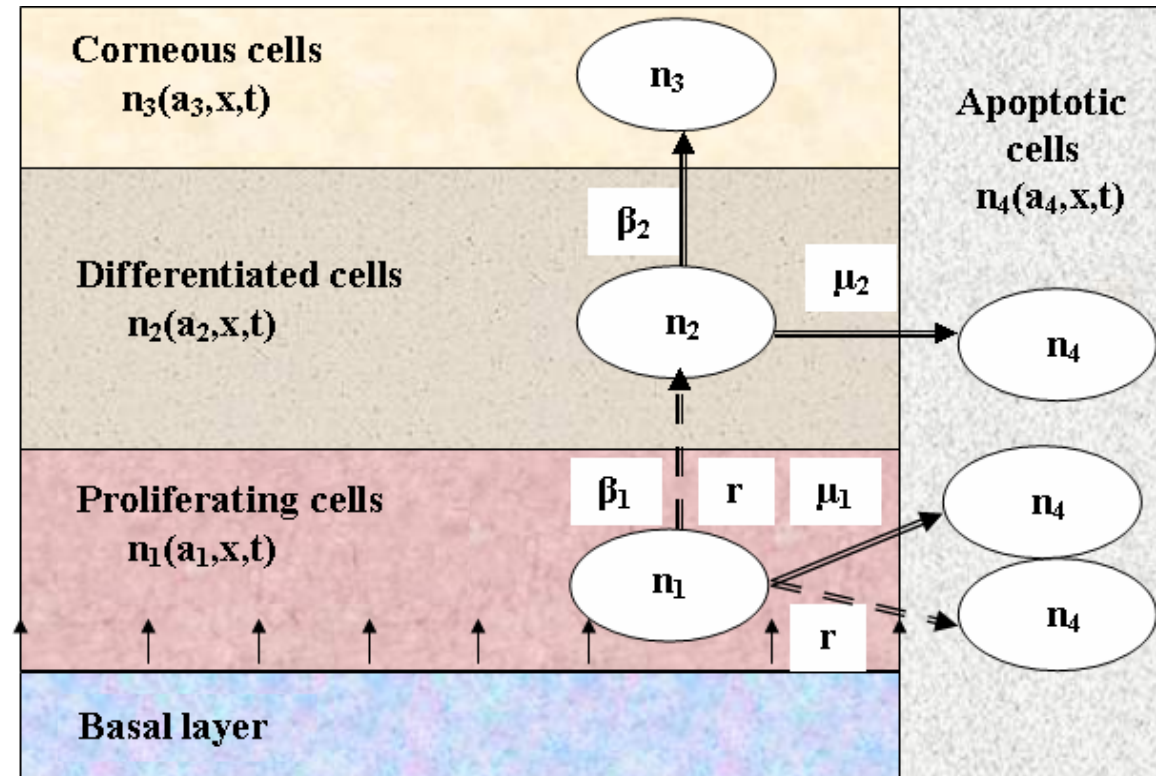 Corneous cells
n₃(a₃,x,t)
n₃
Apoptotic
cells
n₄(a₄,x,t)
β₂
Differentiated cells
n₂(a₂,x,t)
n₂
μ₂
n₄
Proliferating cells
n₁(a₁,x,t)
β₁
r
μ₁
n₄
n₁
n₄
r
Basal layer